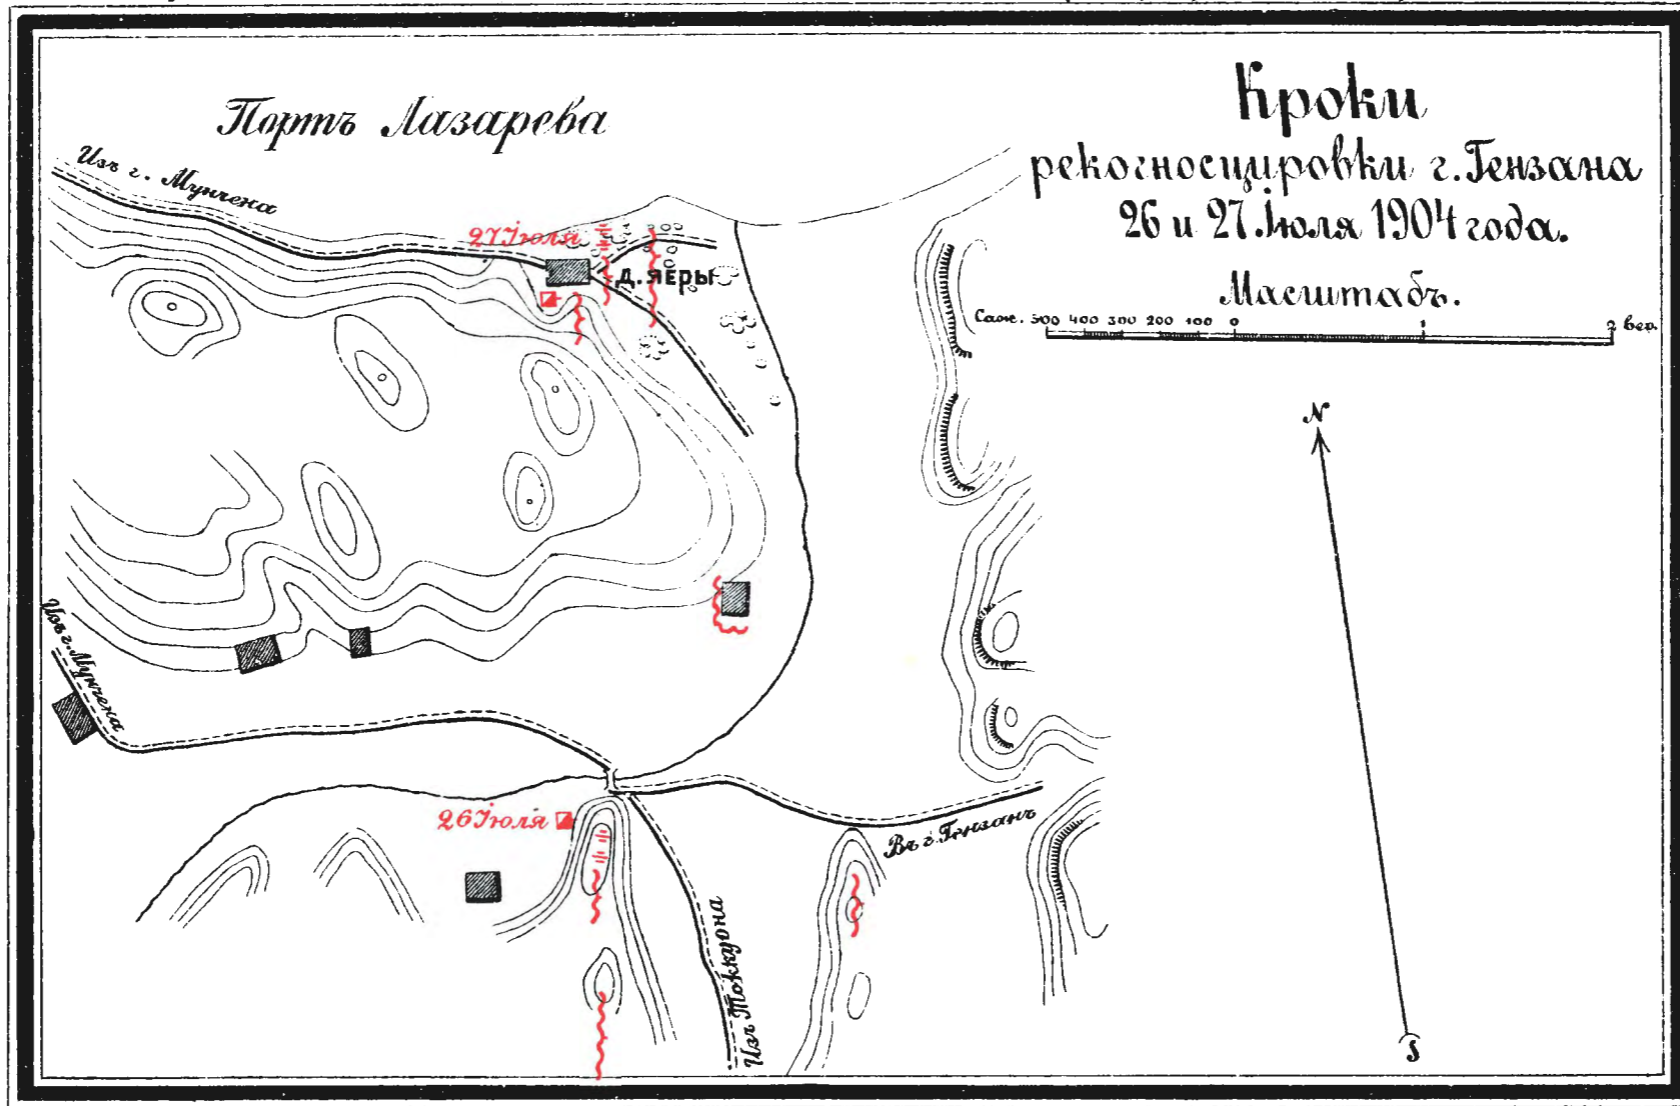 Портъ Лазарева
Кроки
рекогносцировки г. Гензана
26 и 27 Іюля 1904 года.
Масштабъ.
Саж. 500 400 300 200 100 0 1 2 вер.
Изъ г. Мунчена
27 Іюля
д. ЯЕРЫ
N
Изъ г. Мунчена
26 Іюля
Въ г. Гензанъ
Изъ Токкуона
S